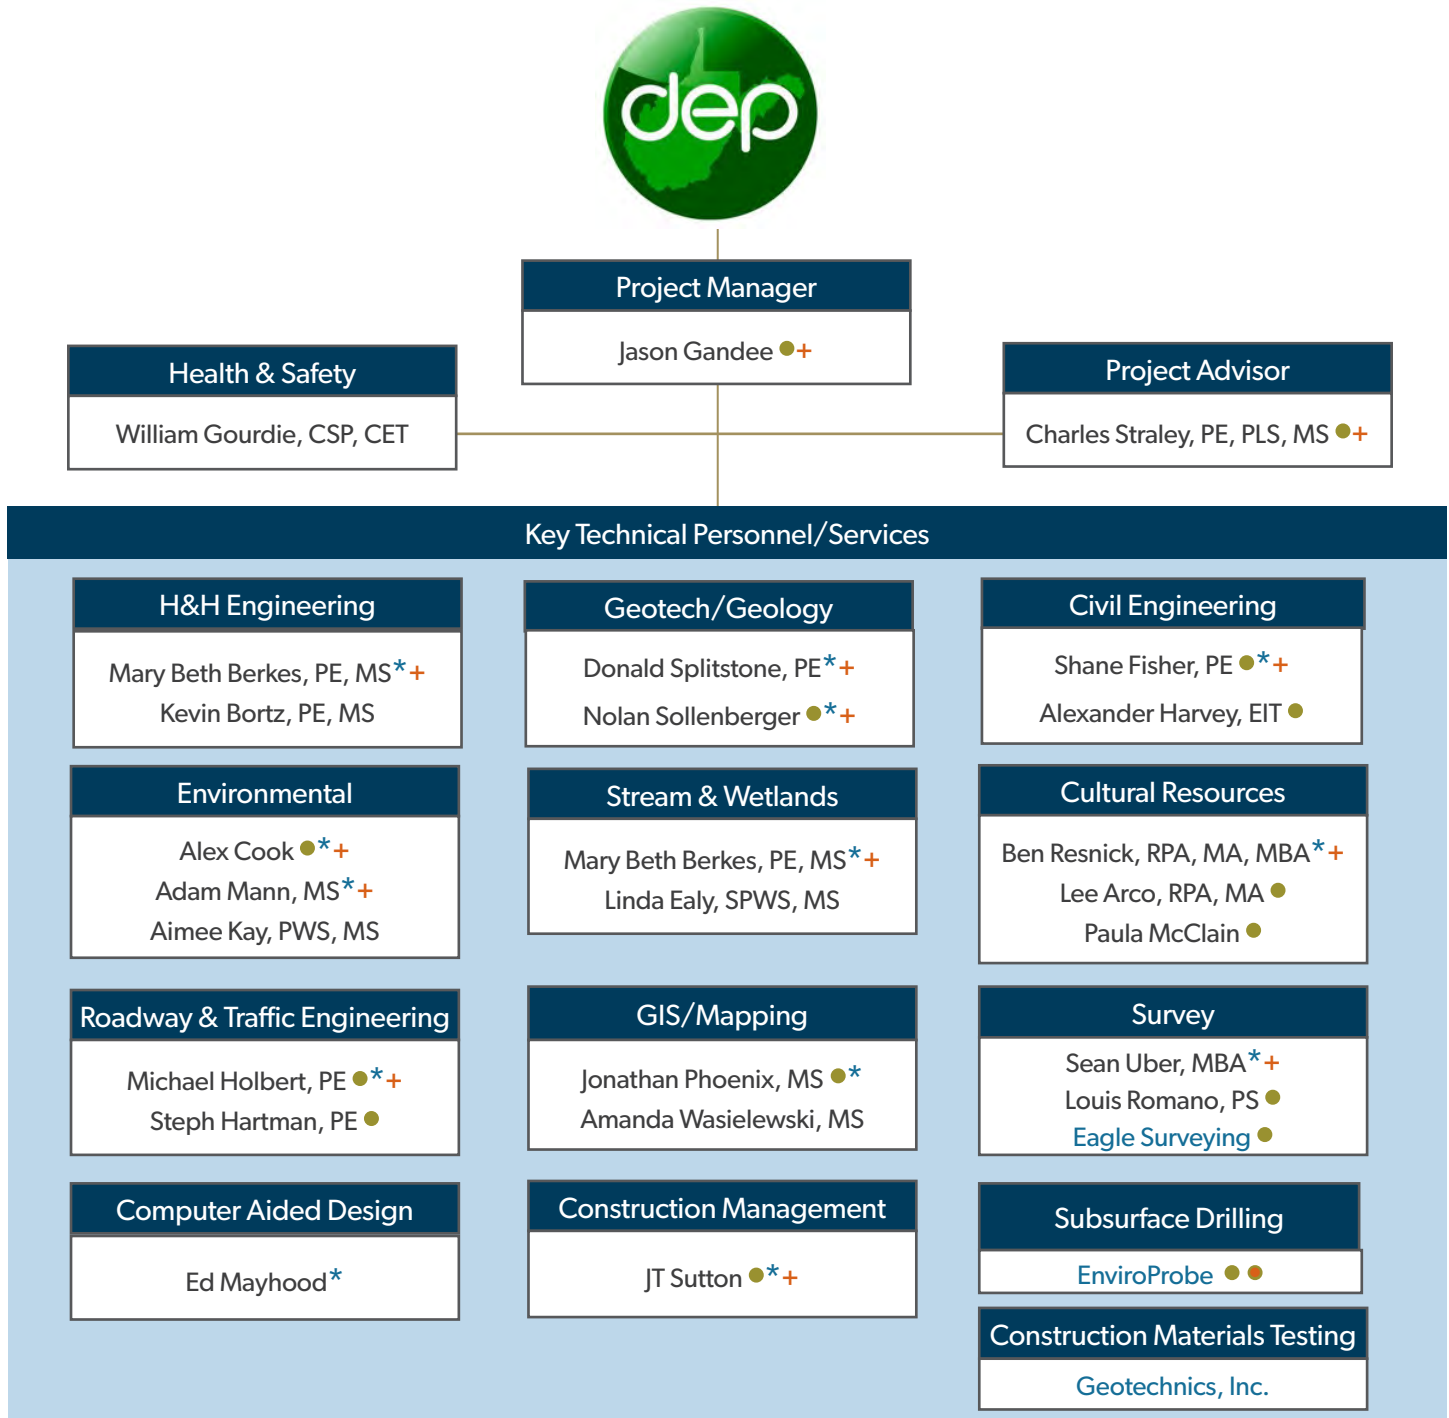 dep
Project Manager
Jason Gandee ●+
Health & Safety
William Gourdie, CSP, CET
Project Advisor
Charles Straley, PE, PLS, MS ●+
Key Technical Personnel/Services
H&H Engineering
Mary Beth Berkes, PE, MS*+
Kevin Bortz, PE, MS
Geotech/Geology
Donald Splitstone, PE*+
Nolan Sollenberger ●*+
Civil Engineering
Shane Fisher, PE ●*+
Alexander Harvey, EIT ●
Environmental
Alex Cook ●*+
Adam Mann, MS*+
Aimee Kay, PWS, MS
Stream & Wetlands
Mary Beth Berkes, PE, MS*+
Linda Ealy, SPWS, MS
Cultural Resources
Ben Resnick, RPA, MA, MBA*+
Lee Arco, RPA, MA ●
Paula McClain ●
Roadway & Traffic Engineering
Michael Holbert, PE ●*+
Steph Hartman, PE ●
GIS/Mapping
Jonathan Phoenix, MS ●*
Amanda Wasielewski, MS
Survey
Sean Uber, MBA*+
Louis Romano, PS ●
Eagle Surveying ●
Computer Aided Design
Ed Mayhood*
Construction Management
JT Sutton ●*+
Subsurface Drilling
EnviroProbe ● ●
Construction Materials Testing
Geotechnics, Inc.